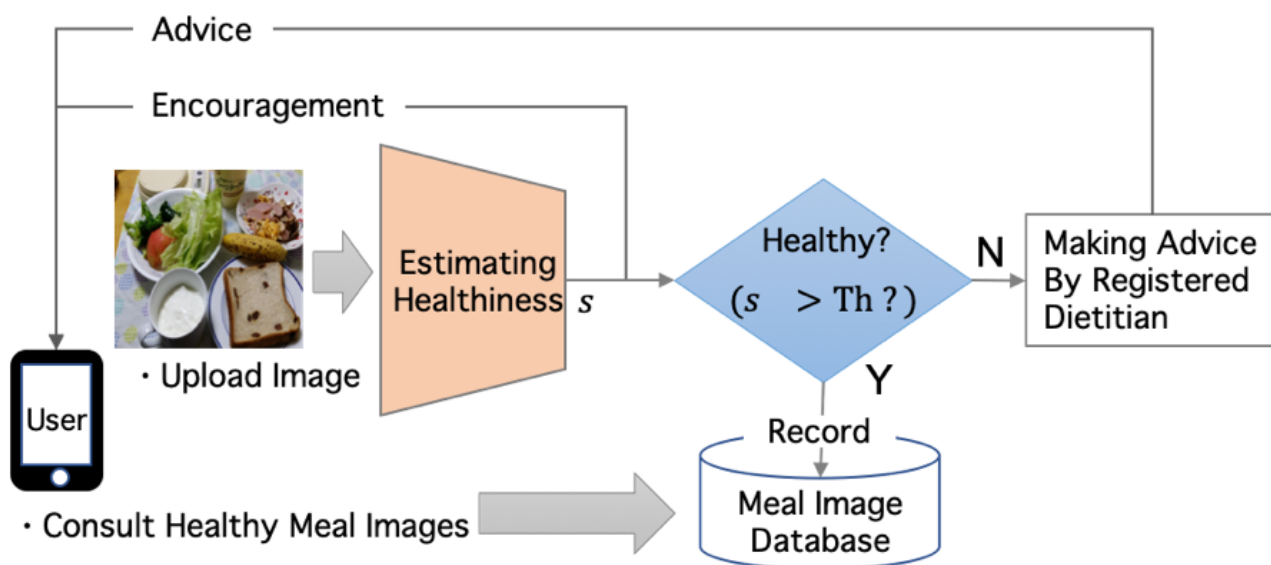 Advice
Encouragement
Estimating
Healthiness
s
Healthy?
(s > Th ?)
N
Making Advice
By Registered
Dietitian
・Upload Image
Y
User
Record
・Consult Healthy Meal Images
Meal Image
Database